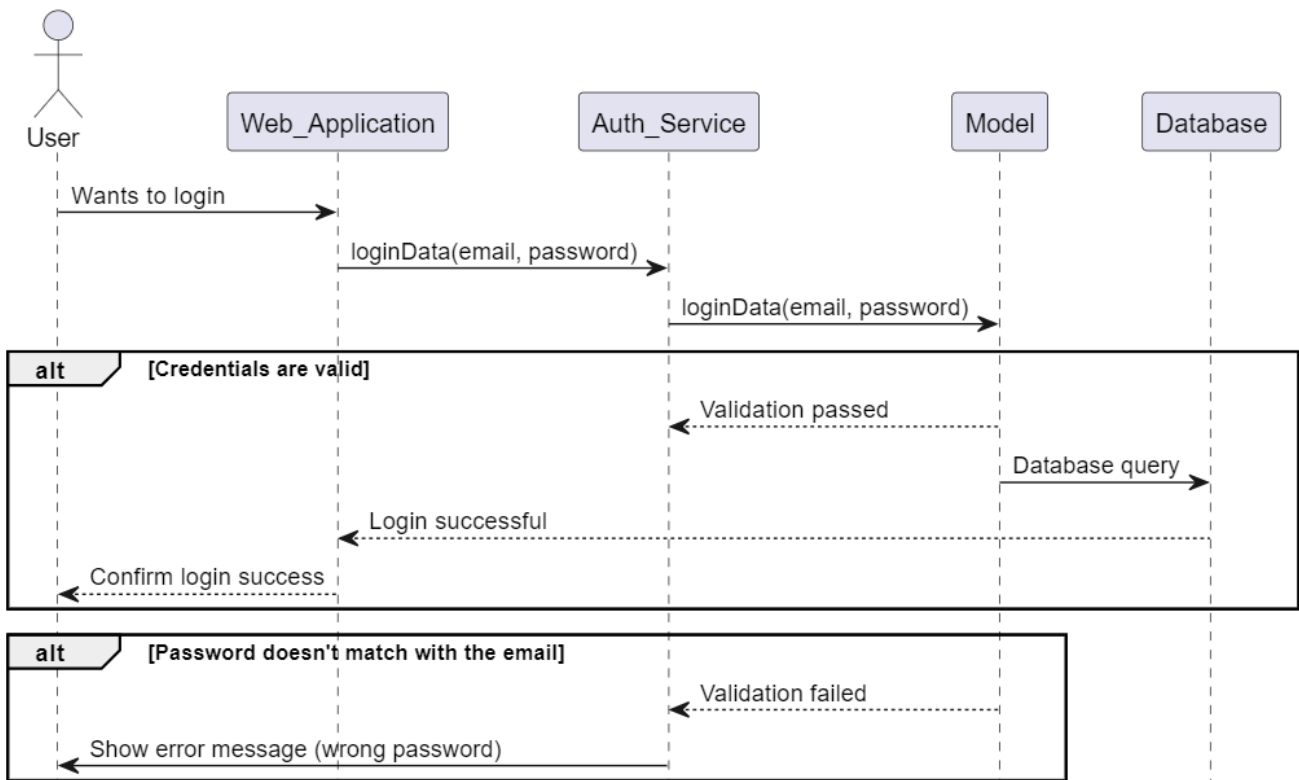 User
Web_Application
Auth_Service
Model
Database
Wants to login
loginData(email, password)
loginData(email, password)
alt
[Credentials are valid]
Validation passed
Database query
Login successful
Confirm login success
alt
[Password doesn't match with the email]
Validation failed
Show error message (wrong password)